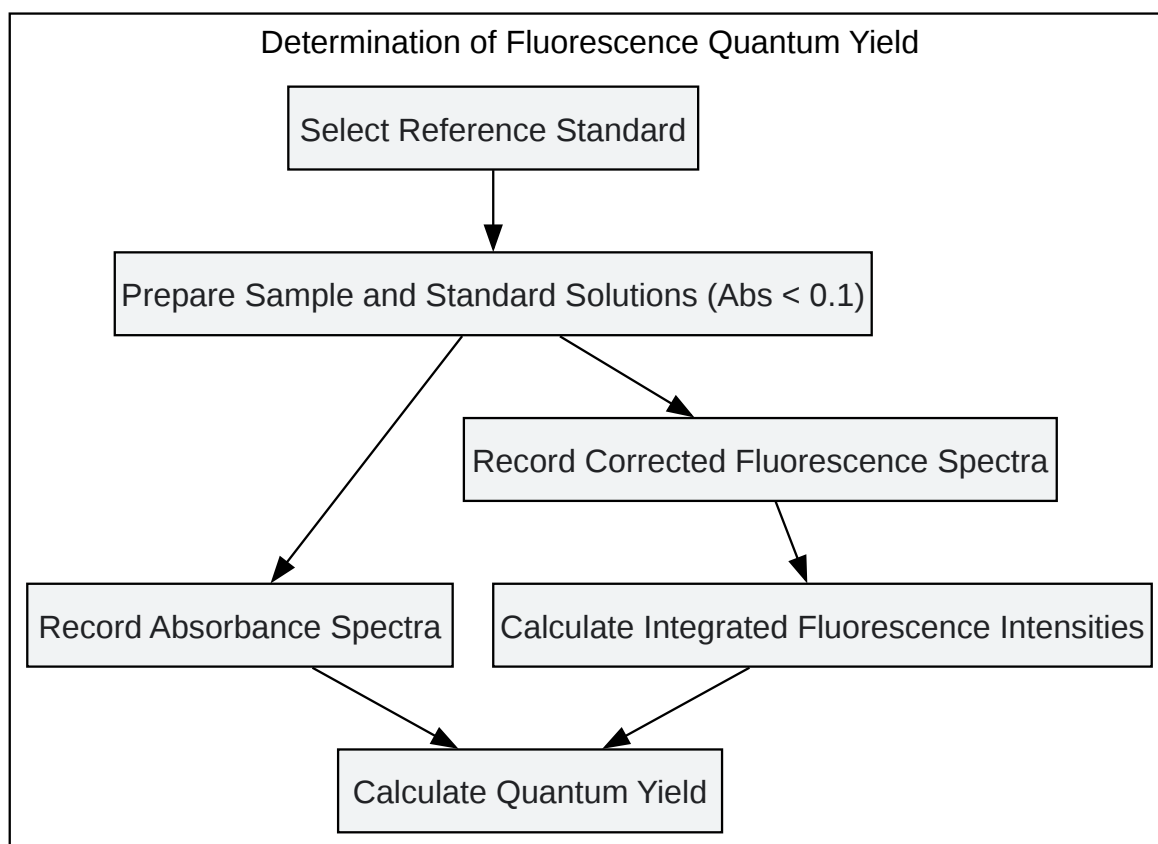 Determination of Fluorescence Quantum Yield
Select Reference Standard
Prepare Sample and Standard Solutions (Abs < 0.1)
Record Corrected Fluorescence Spectra
Record Absorbance Spectra
Calculate Integrated Fluorescence Intensities
Calculate Quantum Yield